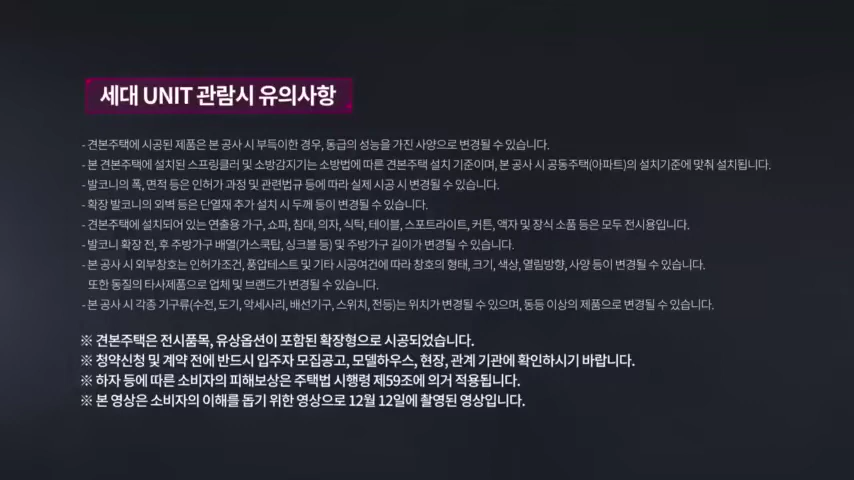 세대 UNIT 관람시 유의사항
- 견본주택에 시공된 제품은 본 공사 시 부득이한 경우, 동급의 성능을 가진 사양으로 변경될 수 있습니다.
- 본 견본주택에 설치된 스프링클러 및 소방감지기는 소방법에 따른 견본주택 설치 기준이며, 본 공사 시 공동주택(아파트)의 설치기준에 맞춰 설치됩니다.
- 발코니의 폭, 면적 등은 인허가 과정 및 관련법규 등에 따라 실제 시공 시 변경될 수 있습니다.
- 확장 발코니의 외벽 등은 단열재 추가 설치 시 두께 등이 변경될 수 있습니다.
- 견본주택에 설치되어 있는 연출용 가구, 쇼파, 침대, 의자, 식탁, 테이블, 스포트라이트, 커튼, 액자 및 장식 소품 등은 모두 전시용입니다.
- 발코니 확장 전, 후 주방가구 배열(가스쿡탑, 싱크볼 등) 및 주방가구 길이가 변경될 수 있습니다.
- 본 공사 시 외부창호는 인허가조건, 풍압테스트 및 기타 시공여건에 따라 창호의 형태, 크기, 색상, 열림방향, 사양 등이 변경될 수 있습니다.
또한 동질의 타사제품으로 업체 및 브랜드가 변경될 수 있습니다.
- 본 공사 시 각종 기구류(수전, 도기, 악세사리, 배선기구, 스위치, 전등)는 위치가 변경될 수 있으며, 동등 이상의 제품으로 변경될 수 있습니다.
※ 견본주택은 전시품목, 유상옵션이 포함된 확장형으로 시공되었습니다.
※ 청약신청 및 계약 전에 반드시 입주자 모집공고, 모델하우스, 현장, 관계 기관에 확인하시기 바랍니다.
※ 하자 등에 따른 소비자의 피해보상은 주택법 시행령 제59조에 의거 적용됩니다.
※ 본 영상은 소비자의 이해를 돕기 위한 영상으로 12월 12일에 촬영된 영상입니다.